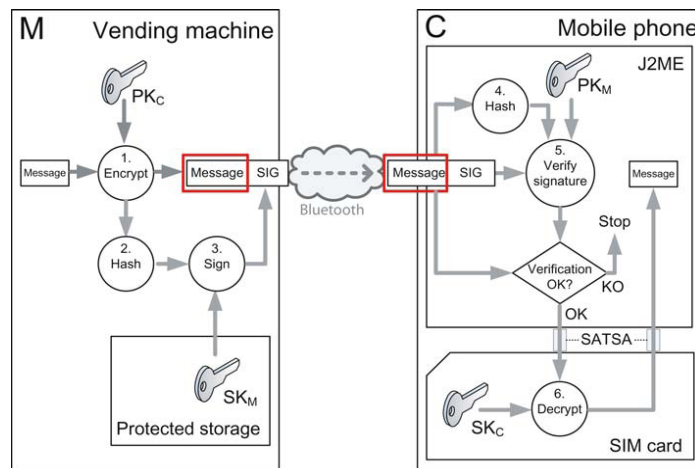 M
Vending machine
PKC
Message
1.
Encrypt
Message
SIG
2.
Hash
3.
Sign
SKM
Protected storage
Bluetooth
C
Mobile phone
J2ME
4.
Hash
PKM
Message
SIG
5.
Verify
signature
Message
Stop
Verification
OK?
KO
OK
SATSA
SKC
6.
Decrypt
SIM card